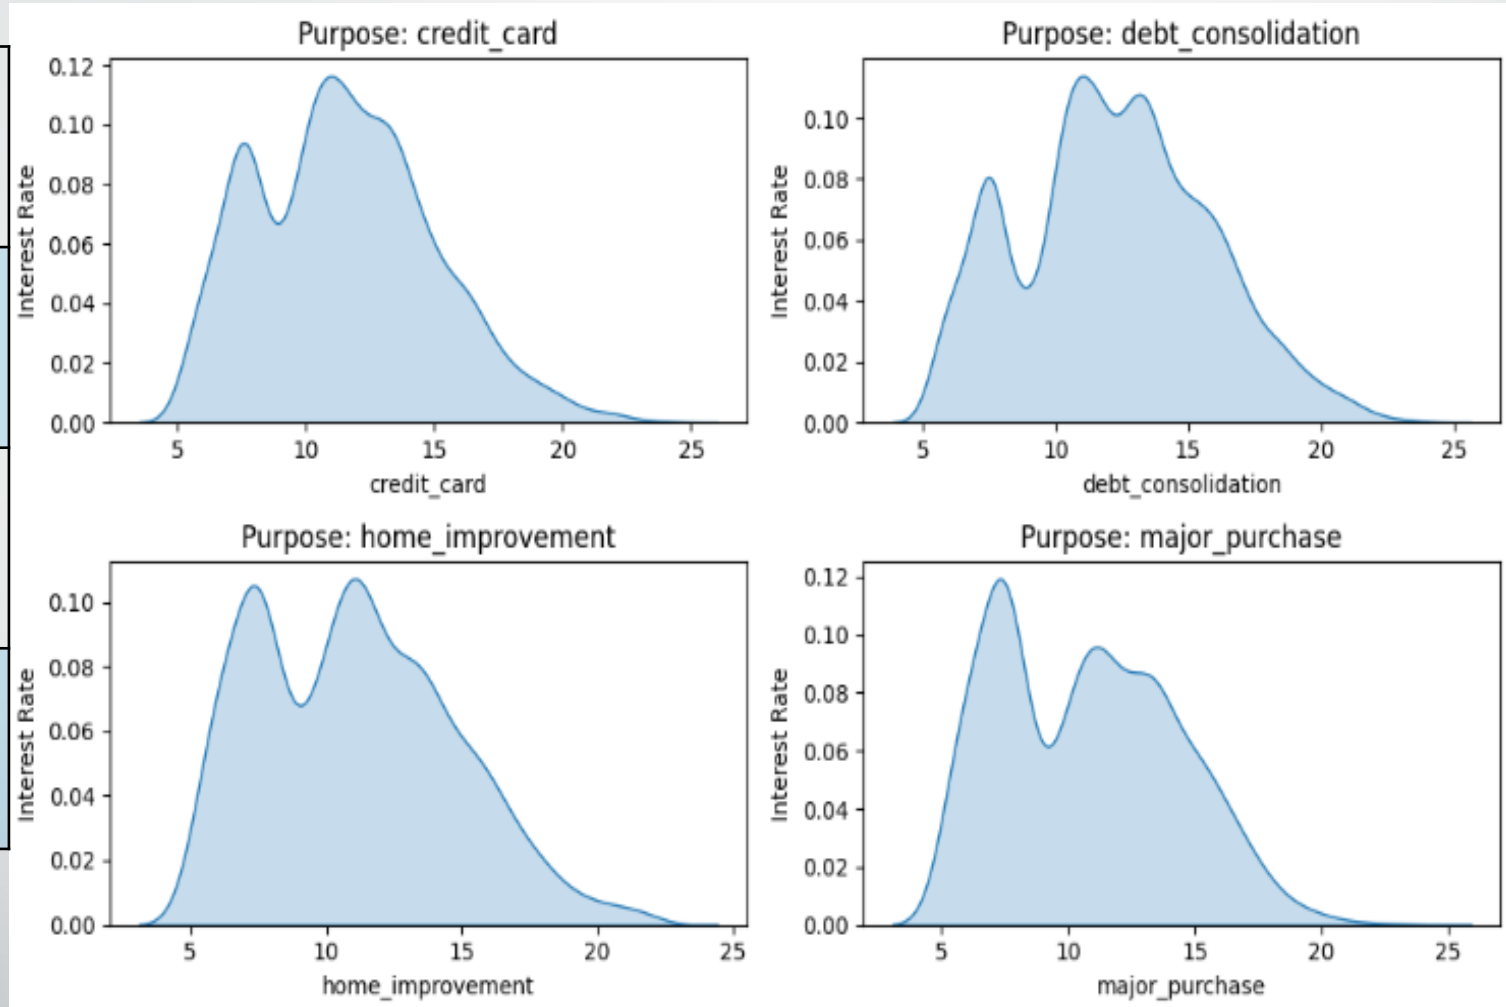 Purpose: credit_card
Interest Rate
0.12
0.10
0.08
0.06
0.04
0.02
0.00
5 10 15 20 25
credit_card
Purpose: debt_consolidation
Interest Rate
0.10
0.08
0.06
0.04
0.02
0.00
5 10 15 20 25
debt_consolidation
Purpose: home_improvement
Interest Rate
0.10
0.08
0.06
0.04
0.02
0.00
5 10 15 20 25
home_improvement
Purpose: major_purchase
Interest Rate
0.12
0.10
0.08
0.06
0.04
0.02
0.00
5 10 15 20 25
major_purchase